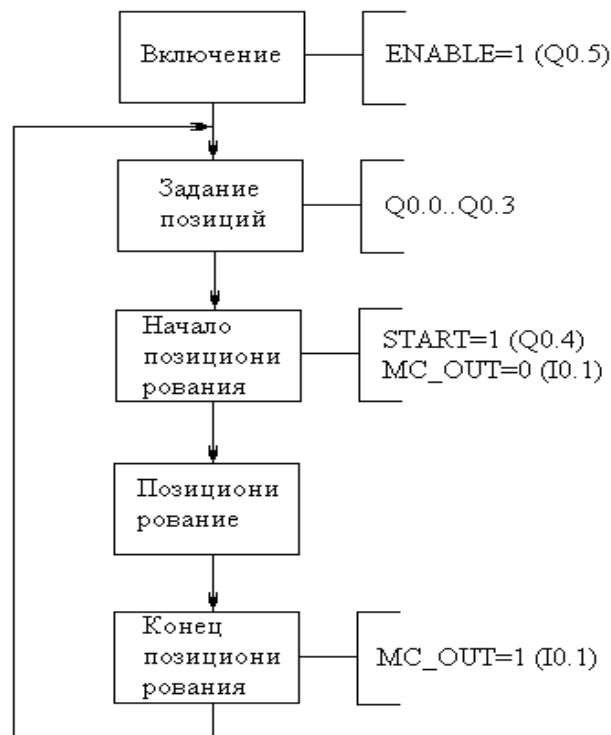 Включение
ENABLE=1 (Q0.5)
Задание
позиций
Q0.0..Q0.3
Начало
позициони
рования
START=1 (Q0.4)
MC_OUT=0 (I0.1)
Позициони
рование
Конец
позициони
рования
MC_OUT=1 (I0.1)